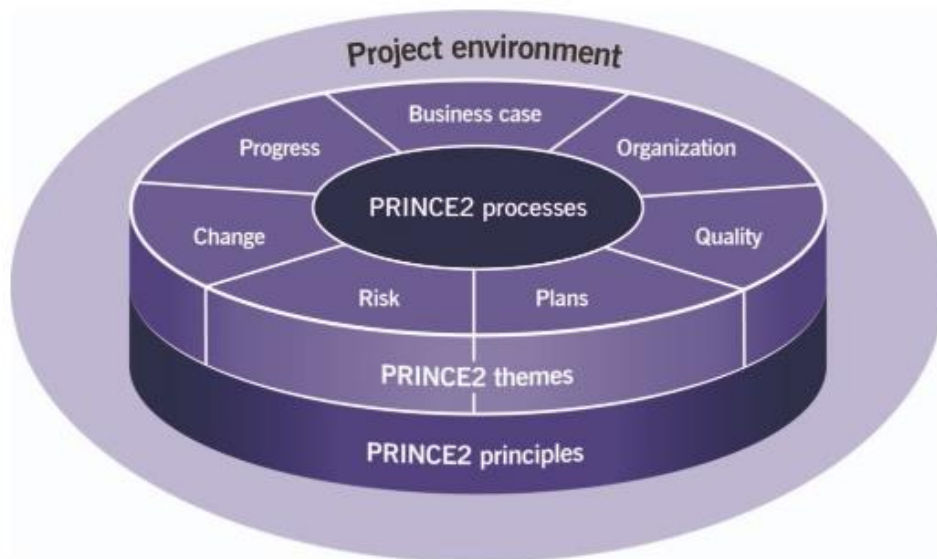 Project environment
Business case
Progress
Organization
PRINCE2 processes
Change
Quality
Risk
Plans
PRINCE2 themes
PRINCE2 principles